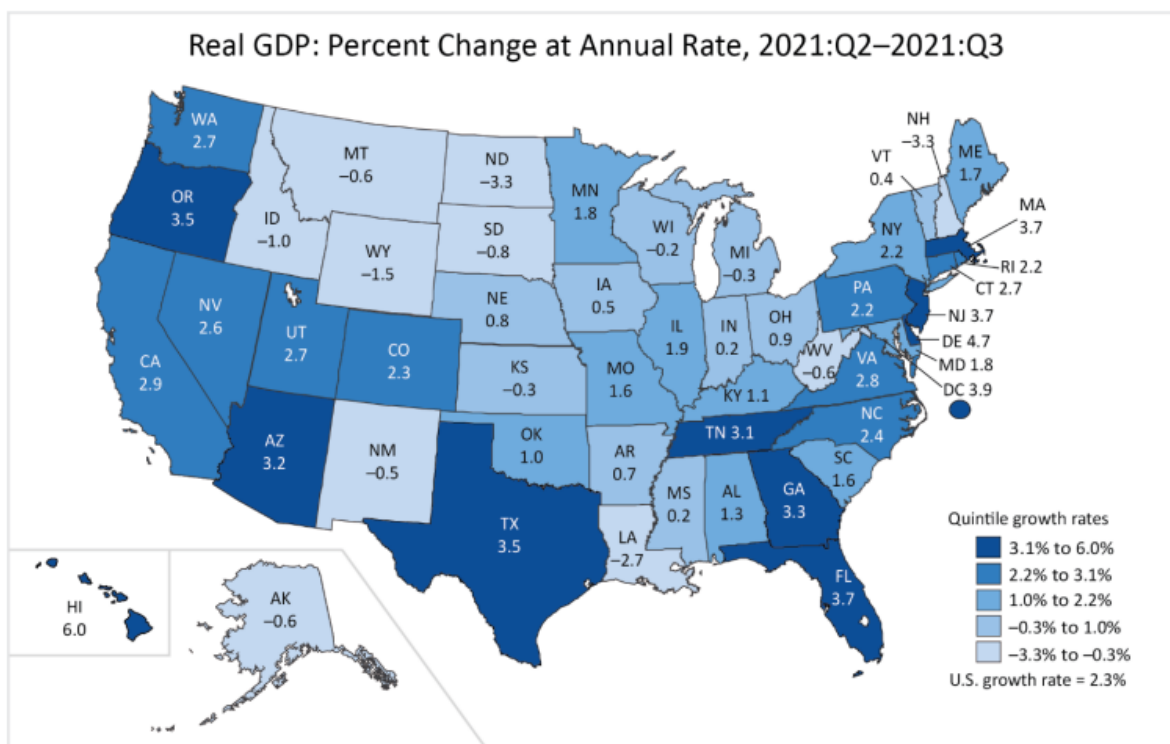 Real GDP: Percent Change at Annual Rate, 2021:Q2–2021:Q3
WA
2.7
OR
3.5
CA
2.9
NV
2.6
ID
–1.0
MT
–0.6
WY
–1.5
UT
2.7
CO
2.3
AZ
3.2
NM
–0.5
ND
–3.3
SD
–0.8
NE
0.8
KS
–0.3
OK
1.0
TX
3.5
MN
1.8
IA
0.5
MO
1.6
AR
0.7
LA
–2.7
WI
–0.2
IL
1.9
MI
–0.3
IN
0.2
OH
0.9
KY 1.1
TN 3.1
MS
0.2
AL
1.3
GA
3.3
FL
3.7
SC
1.6
NC
2.4
VA
2.8
WV
–0.6
PA
2.2
NY
2.2
VT
0.4
NH
–3.3
ME
1.7
MA
3.7
RI 2.2
CT 2.7
NJ 3.7
DE 4.7
MD 1.8
DC 3.9
HI
6.0
AK
–0.6
Quintile growth rates
3.1% to 6.0%
2.2% to 3.1%
1.0% to 2.2%
–0.3% to 1.0%
–3.3% to –0.3%
U.S. growth rate = 2.3%